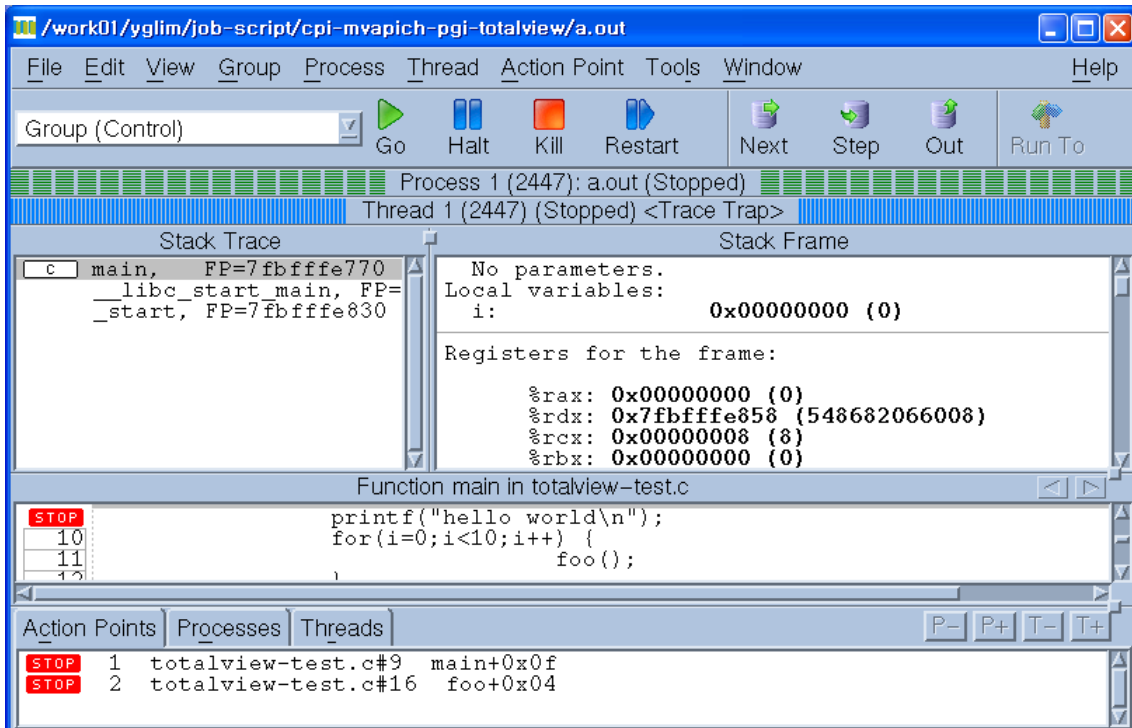 /work01/yglim/job-script/cpi-mvapich-pgi-totalview/a.out
File Edit View Group Process Thread Action Point Tools Window Help
Group (Control) Go Halt Kill Restart Next Step Out Run To
Process 1 (2447): a.out (Stopped)
Thread 1 (2447) (Stopped) <Trace Trap>
Stack Trace
C main, FP=7fbfffe770
__libc_start_main, FP=
_start, FP=7fbfffe830
Stack Frame
No parameters.
Local variables:
i: 0x00000000 (0)
Registers for the frame:
%rax: 0x00000000 (0)
%rdx: 0x7fbfffe858 (548682066008)
%rcx: 0x00000008 (8)
%rbx: 0x00000000 (0)
Function main in totalview-test.c
STOP printf("hello world\n");
10 for(i=0;i<10;i++) {
11 foo();
12 }
Action Points Processes Threads P- P+ T- T+
STOP 1 totalview-test.c#9 main+0x0f
STOP 2 totalview-test.c#16 foo+0x04